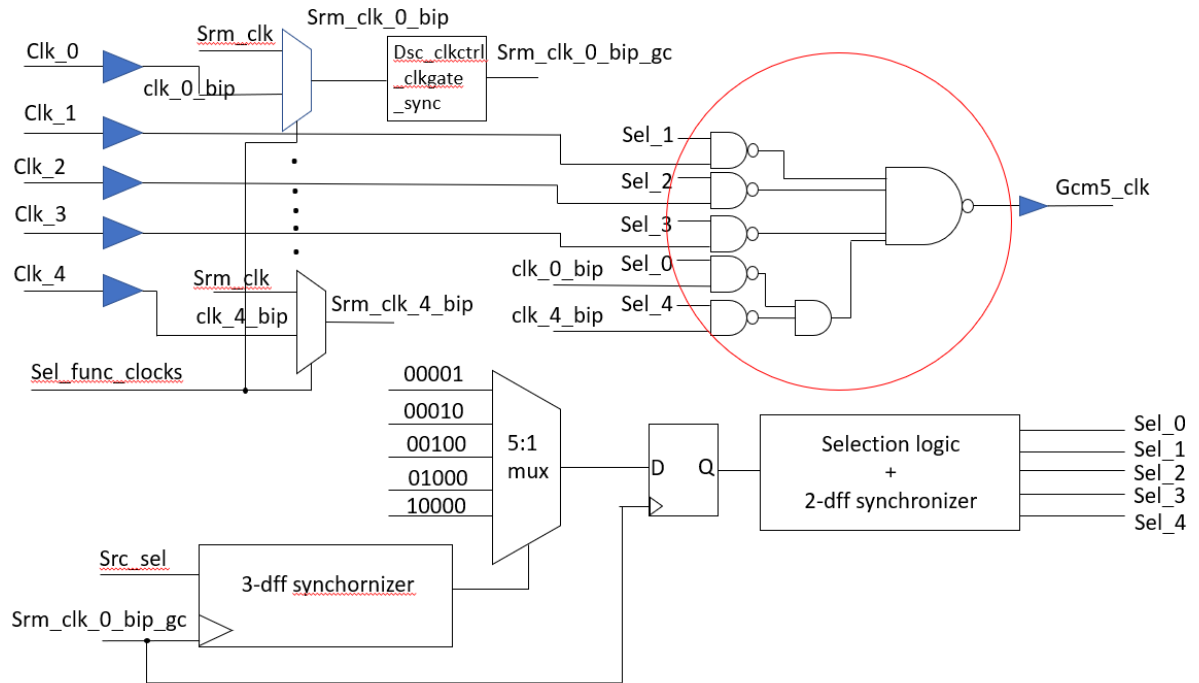 Srm_clk_0_bip
Srm_clk
Clk_0
Dsc_clkctrl
_clkgate
_sync
Srm_clk_0_bip_gc
clk_0_bip
Clk_1
Sel_1
Clk_2
Sel_2
Gcm5_clk
Clk_3
Sel_3
clk_0_bip
Sel_0
Clk_4
Srm_clk
Srm_clk_4_bip
Sel_4
clk_4_bip
clk_4_bip
Sel_func_clocks
00001
00010
00100
01000
10000
5:1
mux
D
Q
Selection logic
+
2-dff synchronizer
Sel_0
Sel_1
Sel_2
Sel_3
Sel_4
Src_sel
3-dff synchornizer
Srm_clk_0_bip_gc